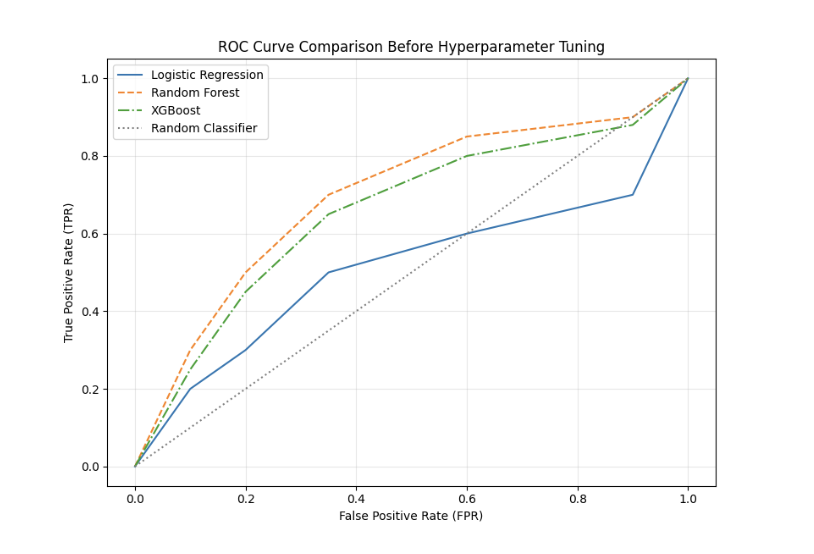 ROC Curve Comparison Before Hyperparameter Tuning
Logistic Regression
Random Forest
XGBoost
Random Classifier
True Positive Rate (TPR)
1.0
0.8
0.6
0.4
0.2
0.0
0.0 0.2 0.4 0.6 0.8 1.0
False Positive Rate (FPR)